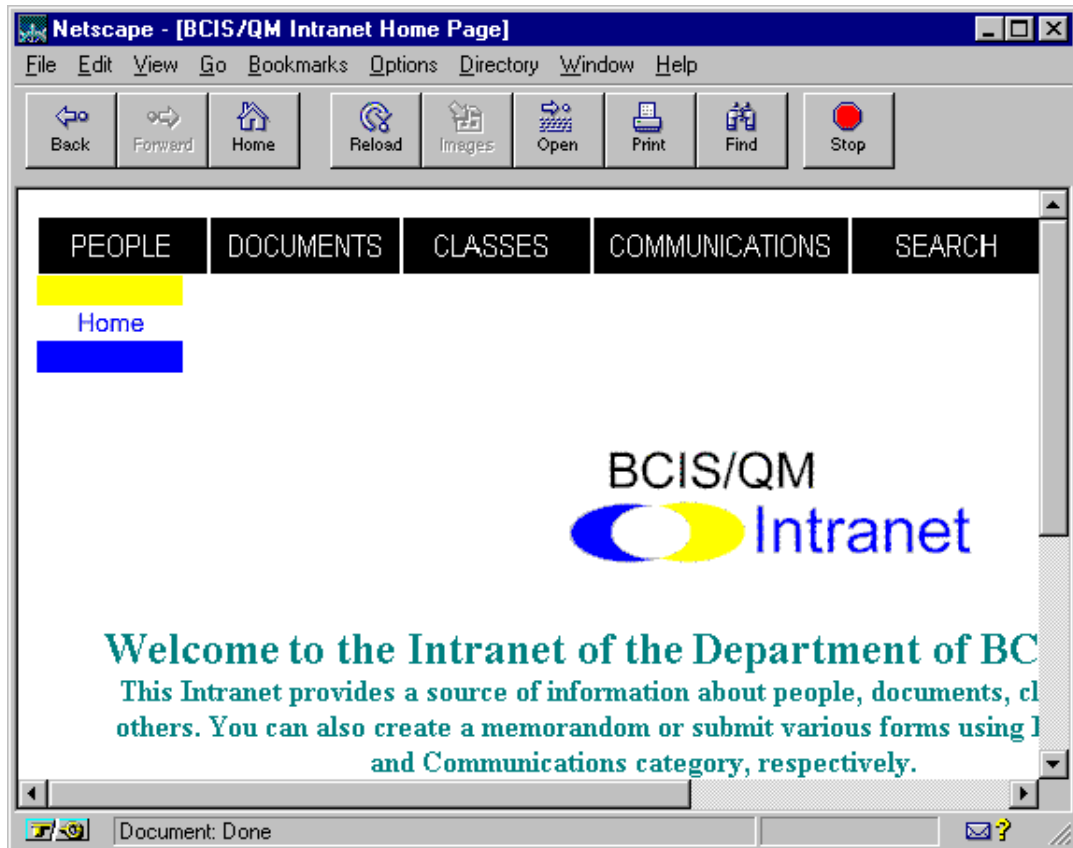 Netscape - [BCIS/QM Intranet Home Page]
File Edit View Go Bookmarks Options Directory Window Help
Back Forward Home Reload Images Open Print Find Stop
PEOPLE DOCUMENTS CLASSES COMMUNICATIONS SEARCH
Home
BCIS/QM
Intranet
Welcome to the Intranet of the Department of BC
This Intranet provides a source of information about people, documents, cl
others. You can also create a memorandum or submit various forms using
and Communications category, respectively.
Document: Done